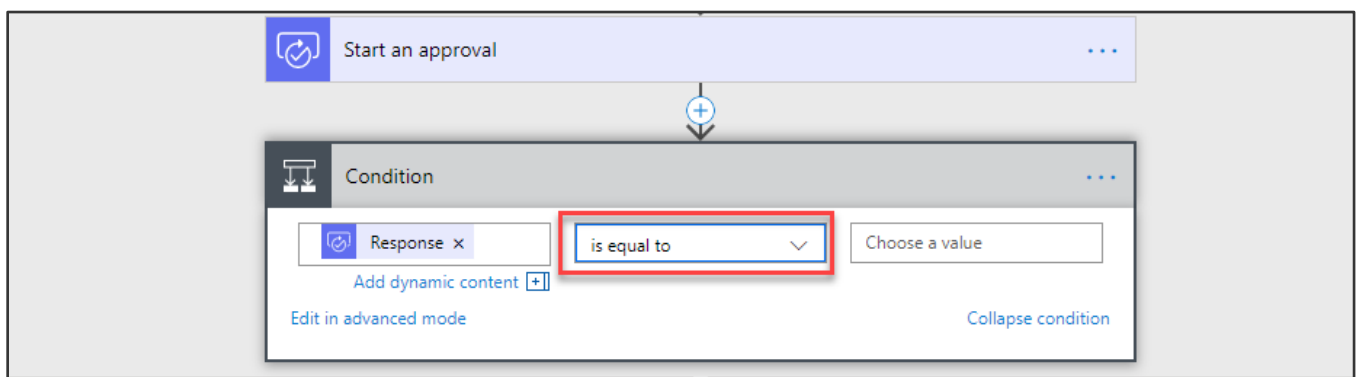 Start an approval
Condition
Response × is equal to Choose a value
Add dynamic content
Edit in advanced mode Collapse condition